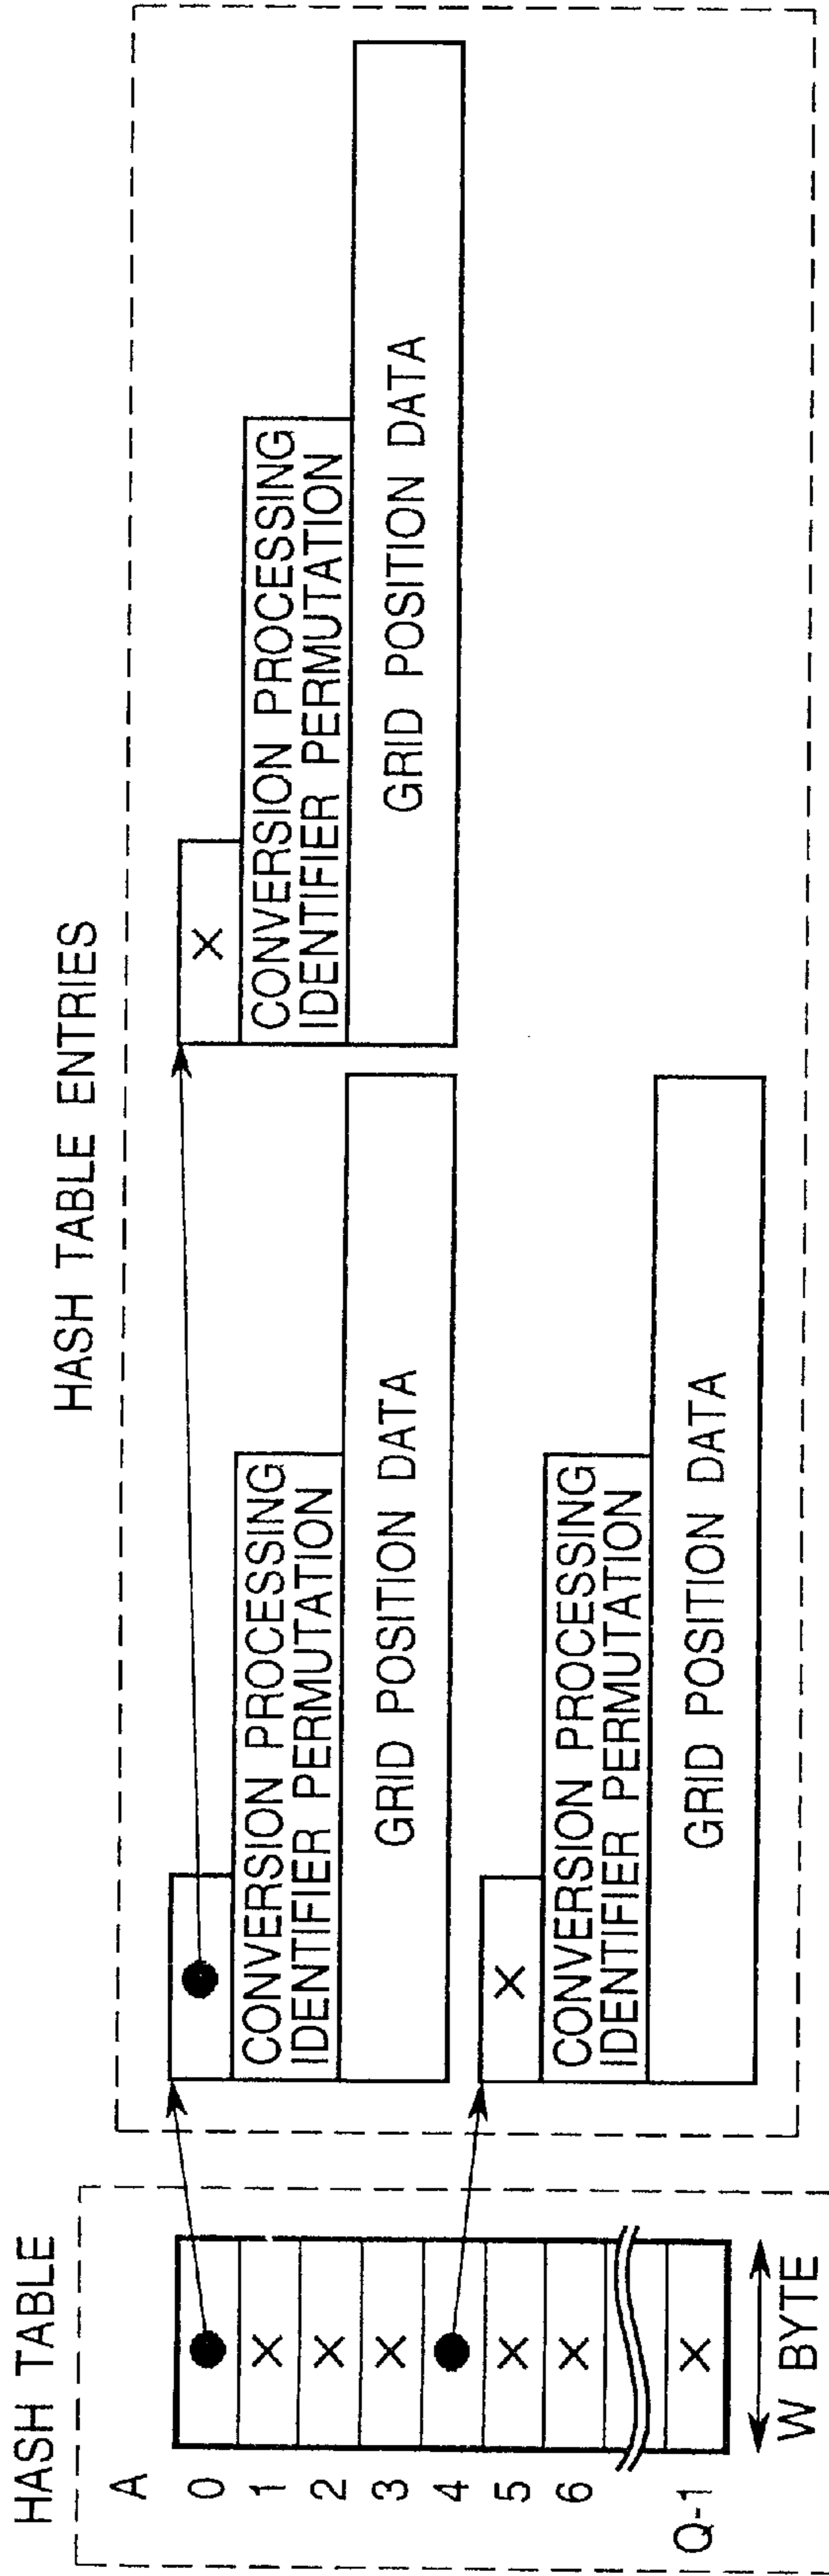 HASH TABLE
A
0
1
2
3
4
5
6
Q-1
×
×
×
×
×
×
W BYTE
HASH TABLE ENTRIES
CONVERSION PROCESSING
IDENTIFIER PERMUTATION
GRID POSITION DATA
×
CONVERSION PROCESSING
IDENTIFIER PERMUTATION
GRID POSITION DATA
×
CONVERSION PROCESSING
IDENTIFIER PERMUTATION
GRID POSITION DATA